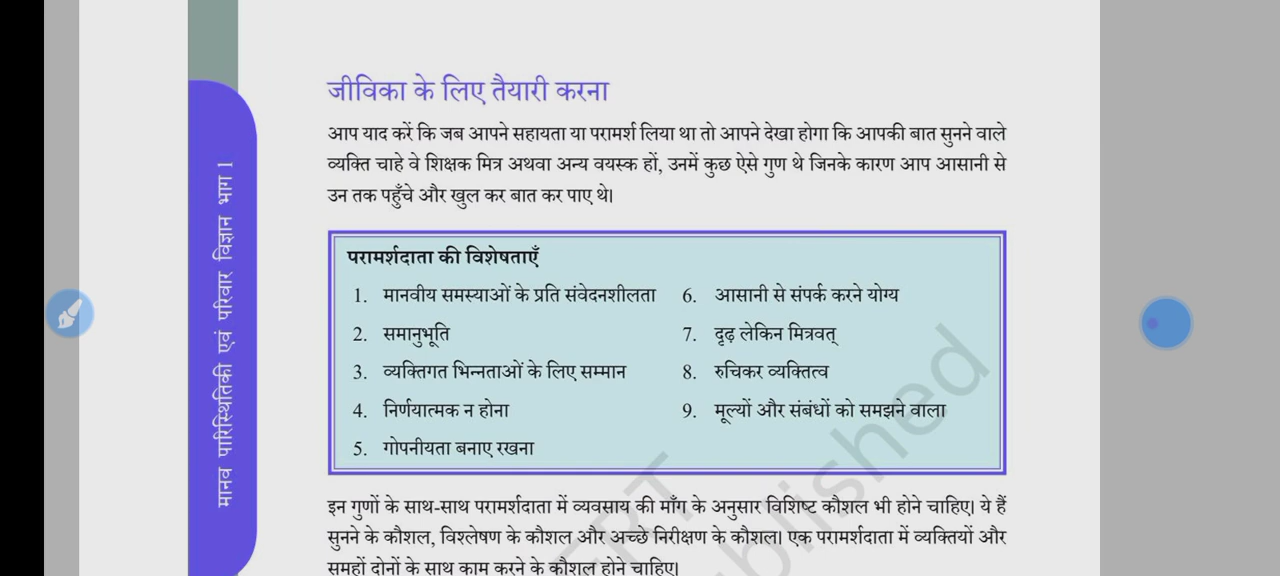 जीविका के लिए तैयारी करना
आप याद करें कि जब आपने सहायता या परामर्श लिया था तो आपने देखा होगा कि आपकी बात सुनने वाले
व्यक्ति चाहे वे शिक्षक मित्र अथवा अन्य वयस्क हों, उनमें कुछ ऐसे गुण थे जिनके कारण आप आसानी से
उन तक पहुँचे और खुल कर बात कर पाए थे।
मानव पारिस्थितिकी एवं परिवार विज्ञान भाग 1
परामर्शदाता की विशेषताएँ
1. मानवीय समस्याओं के प्रति संवेदनशीलता
2. समानुभूति
3. व्यक्तिगत भिन्नताओं के लिए सम्मान
4. निर्णयात्मक न होना
5. गोपनीयता बनाए रखना
6. आसानी से संपर्क करने योग्य
7. दृढ़ लेकिन मित्रवत्
8. रुचिकर व्यक्तित्व
9. मूल्यों और संबंधों को समझने वाला
इन गुणों के साथ-साथ परामर्शदाता में व्यवसाय की माँग के अनुसार विशिष्ट कौशल भी होने चाहिए। ये हैं
सुनने के कौशल, विश्लेषण के कौशल और अच्छे निरीक्षण के कौशल। एक परामर्शदाता में व्यक्तियों और
समूहों दोनों के साथ काम करने के कौशल होने चाहिए।